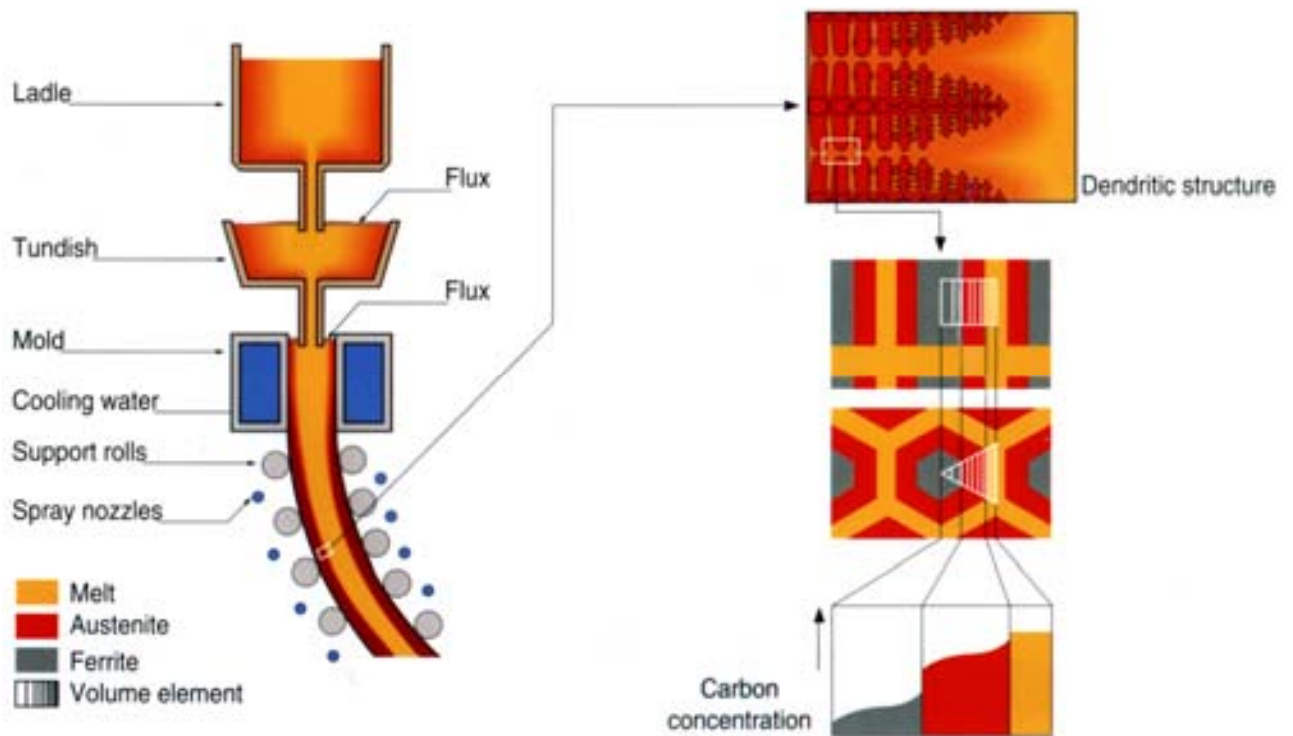 Ladle
Flux
Tundish
Flux
Mold
Cooling water
Support rolls
Spray nozzles
Melt
Austenite
Ferrite
Volume element
Dendritic structure
Carbon
concentration